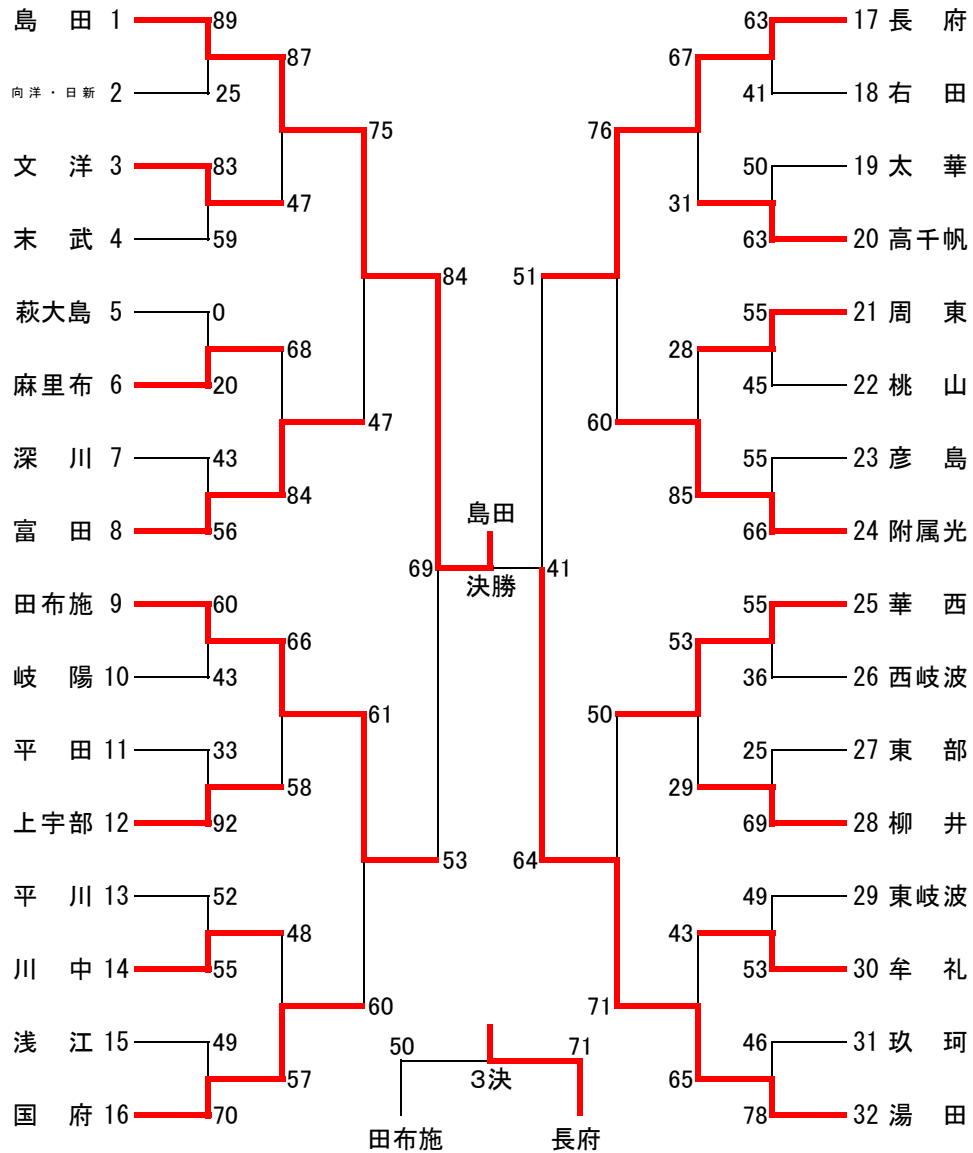 島 田 1 89 63 17 長 府
87 67
向洋・日新 2 25 41 18 右 田
75 76
文 洋 3 83 50 19 太 華
47 31
末 武 4 59 63 20 高千帆
84 51
萩大島 5 0 55 21 周 東
68 28
麻里布 6 20 45 22 桃 山
47 60
深 川 7 43 55 23 彦 島
84 85
島田
富 田 8 56 66 24 附属光
69 決勝 41
田布施 9 60 55 25 華 西
66 53
岐 陽 10 43 36 26 西岐波
61 50
平 田 11 33 25 27 東 部
58 29
上宇部 12 92 69 28 柳 井
53 64
平 川 13 52 49 29 東岐波
48 43
川 中 14 55 53 30 牟 礼
60 71
浅 江 15 49 50 71 46 31 玖 珂
57 3決 65
国 府 16 70 78 32 湯 田
田布施 長府